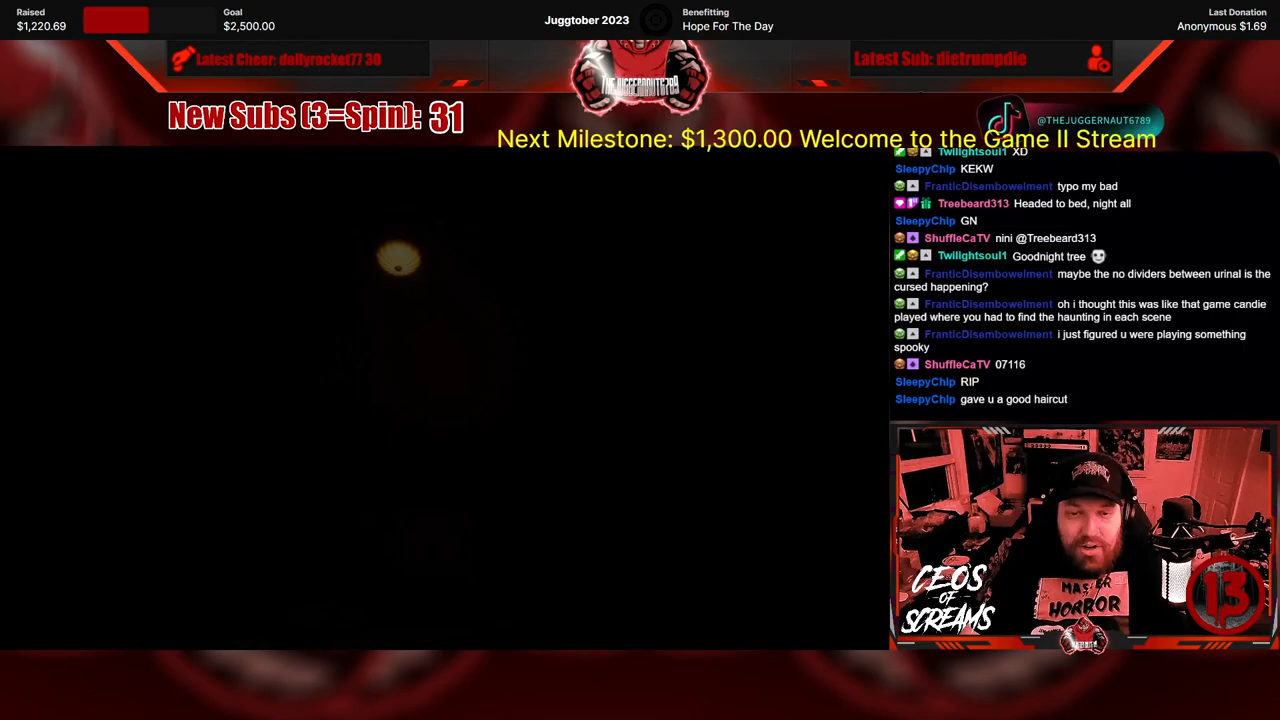 Raised
$1,220.69
Goal
$2,500.00
Juggtober 2023
Benefitting
Hope For The Day
Last Donation
Anonymous $1.69
Latest Cheer: dollyrocket77 30
Latest Sub: dietrumpdie
THEJUGGERNAUT6789
New Subs (3=Spin): 31
@THEJUGGERNAUT6789
Next Milestone: $1,300.00 Welcome to the Game II Stream
Twilightsoul1 XD
SleepyChip KEKW
FranticDisembowelment typo my bad
Treebeard313 Headed to bed, night all
SleepyChip GN
ShuffleCaTV nini @Treebeard313
Twilightsoul1 Goodnight tree
FranticDisembowelment maybe the no dividers between urinal is the
cursed happening?
FranticDisembowelment oh i thought this was like that game candie
played where you had to find the haunting in each scene
FranticDisembowelment i just figured u were playing something
spooky
ShuffleCaTV 07116
SleepyChip RIP
SleepyChip gave u a good haircut
CEOS
OF
SCREAMS
MASTER
HORROR
13